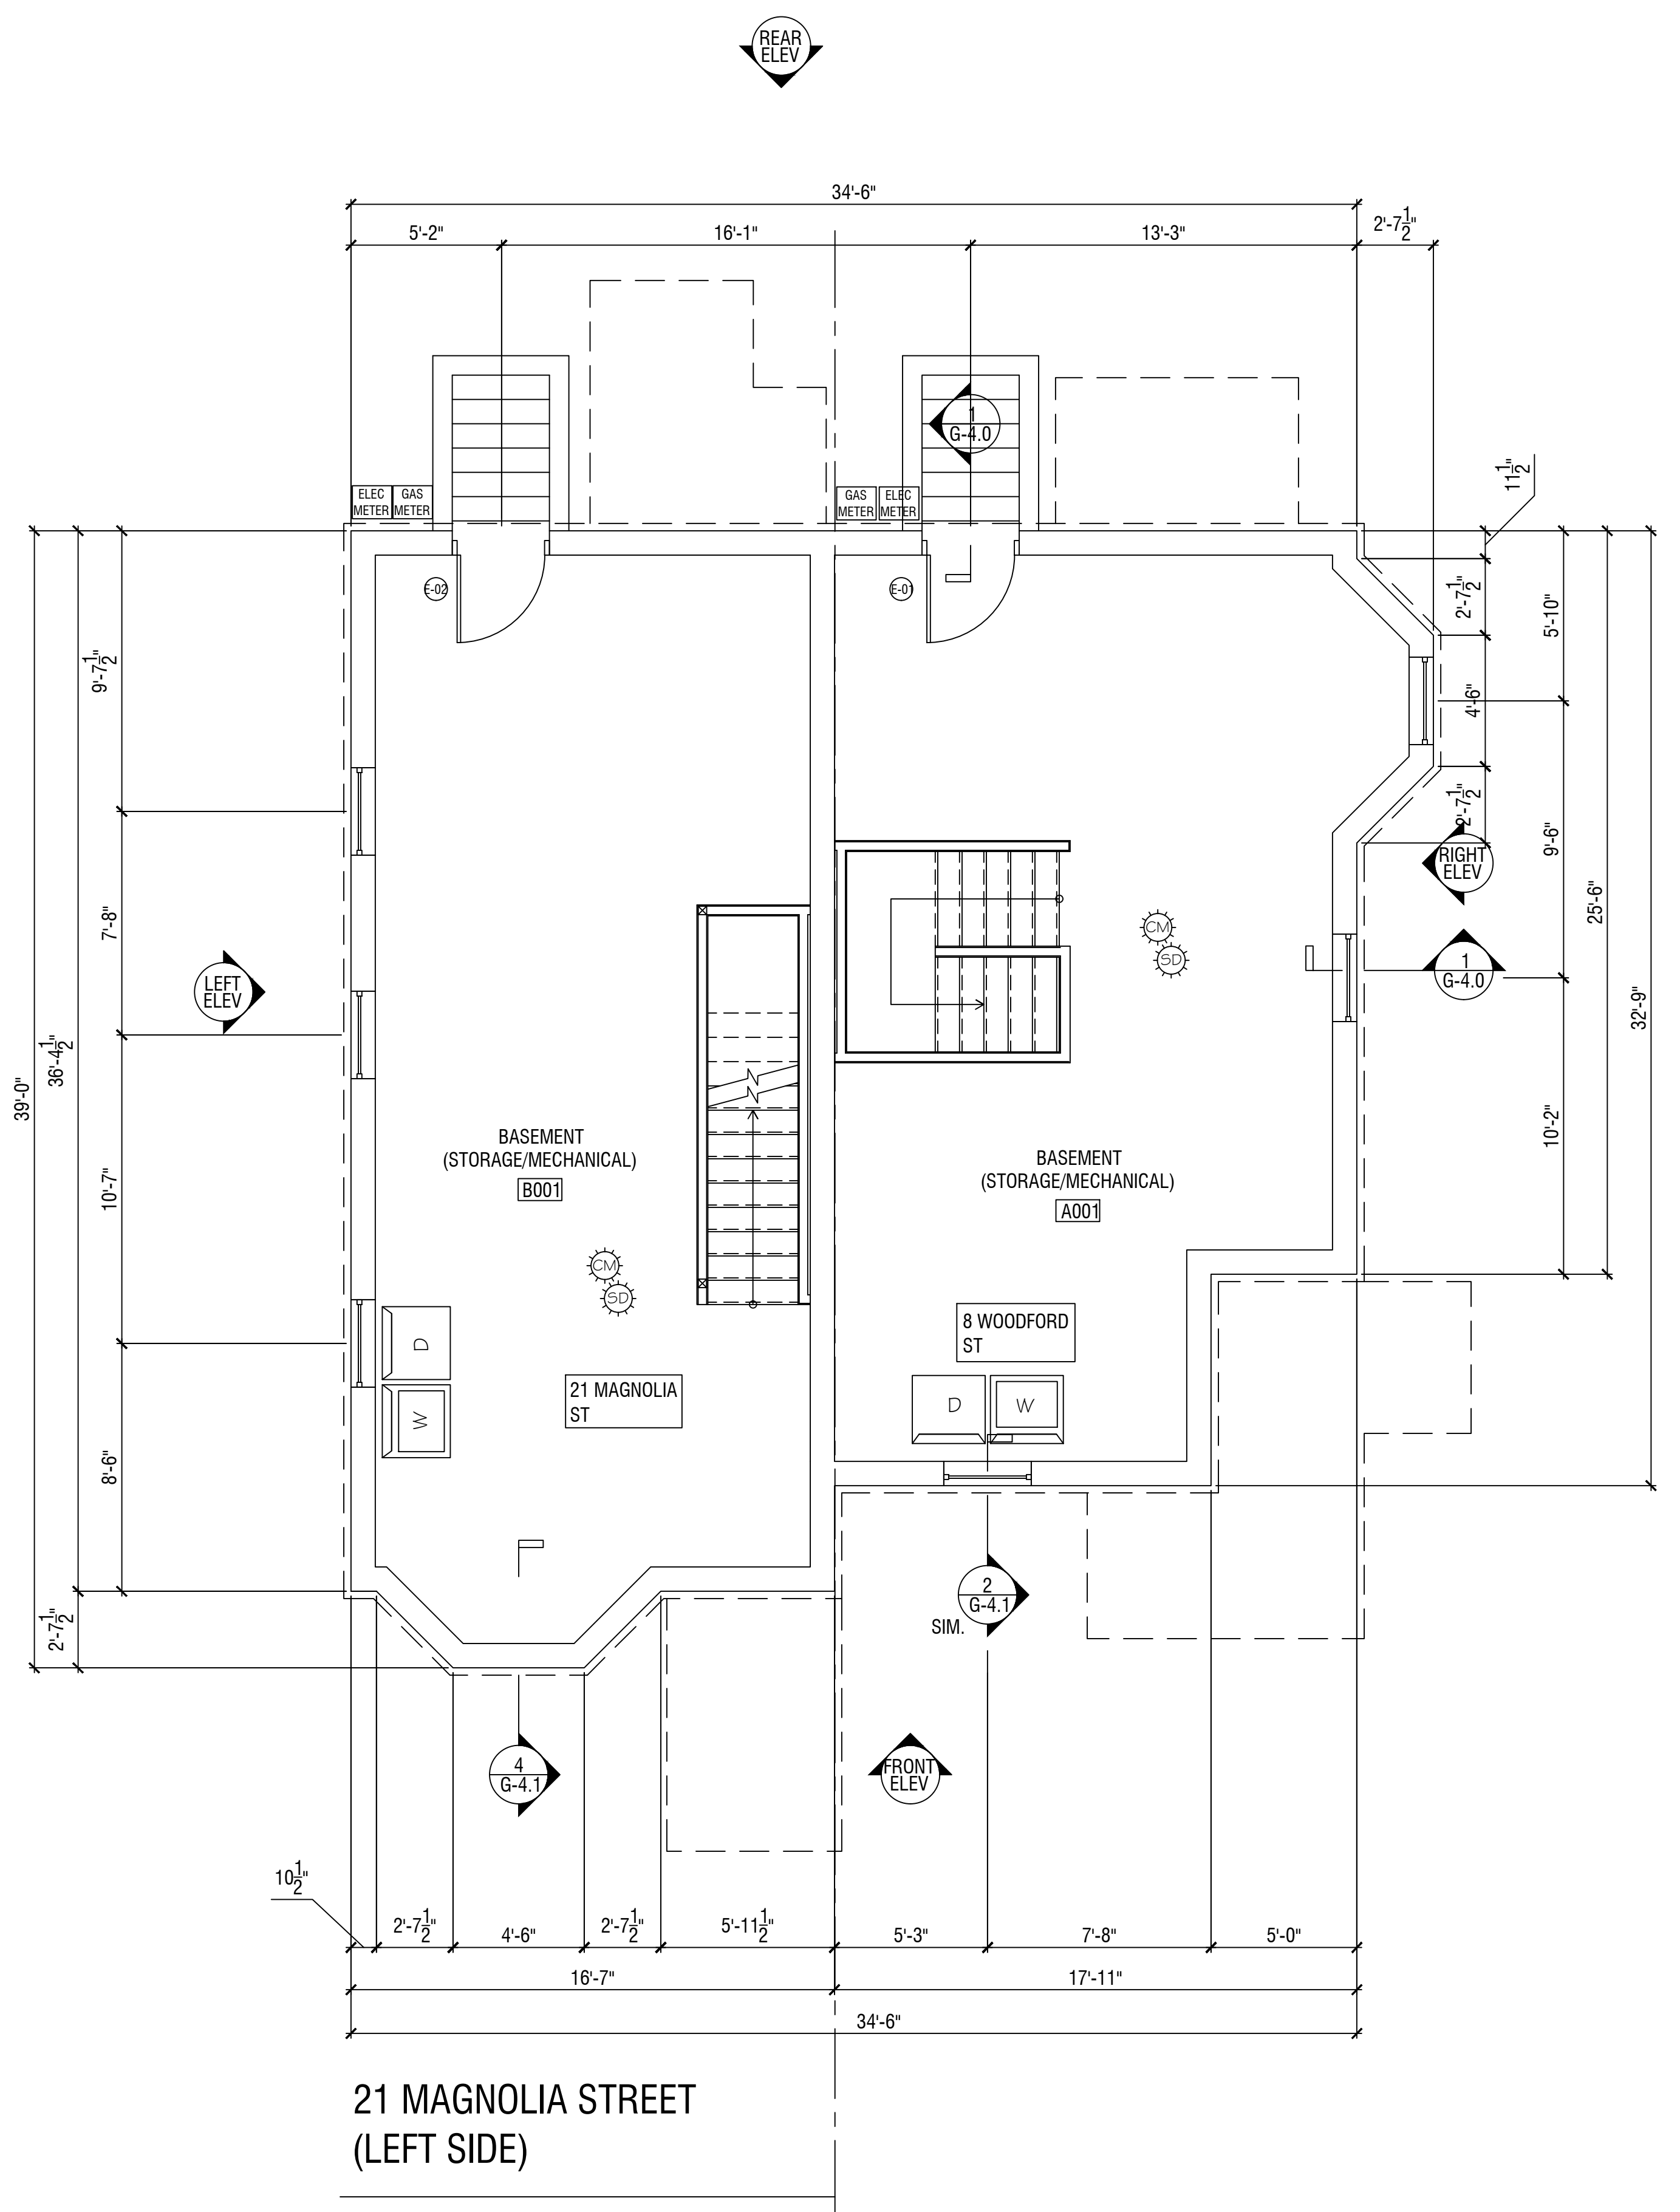 REAR
ELEV
34'-6"
5'-2"
16'-1"
13'-3"
2'-7 1/2"
1
G-4.0
11 1/2"
ELEC
METER
GAS
METER
GAS
METER
ELEC
METER
E-02
E-01
9'-7 1/2"
7'-8"
10'-7"
8'-6"
36'-4 1/2"
2'-7 1/2"
39'-0"
2'-7 1/2"
4'-6"
2'-7 1/2"
5'-10"
9'-6"
10'-2"
25'-6"
32'-9"
RIGHT
ELEV
LEFT
ELEV
1
G-4.0
CM
SD
BASEMENT
(STORAGE/MECHANICAL)
B001
BASEMENT
(STORAGE/MECHANICAL)
A001
CM
SD
D
W
21 MAGNOLIA
ST
8 WOODFORD
ST
D
W
2
G-4.1
SIM.
4
G-4.1
FRONT
ELEV
10 1/2"
2'-7 1/2"
4'-6"
2'-7 1/2"
5'-11 1/2"
5'-3"
7'-8"
5'-0"
16'-7"
17'-11"
34'-6"
21 MAGNOLIA STREET
(LEFT SIDE)